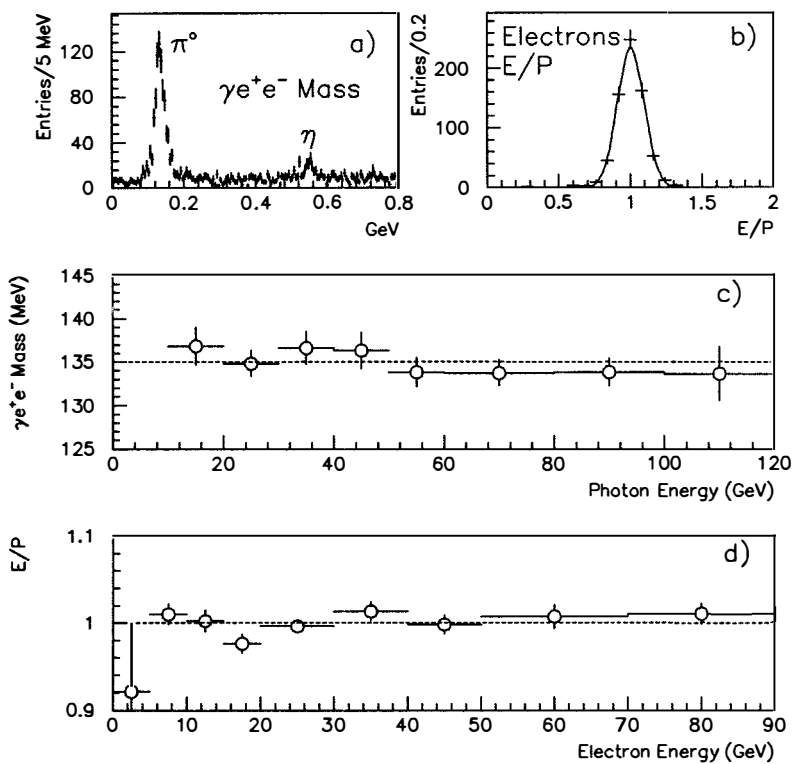 Entries/5 MeV
120
80
40
0
π°
a)
γe⁺e⁻ Mass
η
0
0.2
0.4
0.6
0.8
GeV
Entries/0.2
200
100
0
Electrons
E/P
b)
0
0.5
1
1.5
2
E/P
γe⁺e⁻ Mass (MeV)
145
140
135
130
125
c)
0
20
40
60
80
100
120
Photon Energy (GeV)
E/P
1.1
1
0.9
d)
0
10
20
30
40
50
60
70
80
90
Electron Energy (GeV)